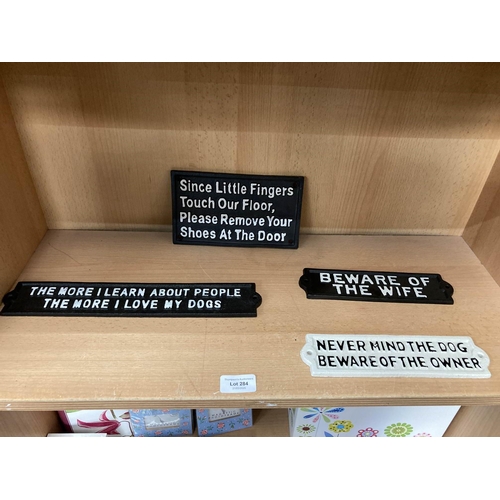 Since Little Fingers
Touch Our Floor,
Please Remove Your
Shoes At The Door
THE MORE I LEARN ABOUT PEOPLE
THE MORE I LOVE MY DOGS
BEWARE OF
THE WIFE
NEVER MIND THE DOG
BEWARE OF THE OWNER
Lot 284